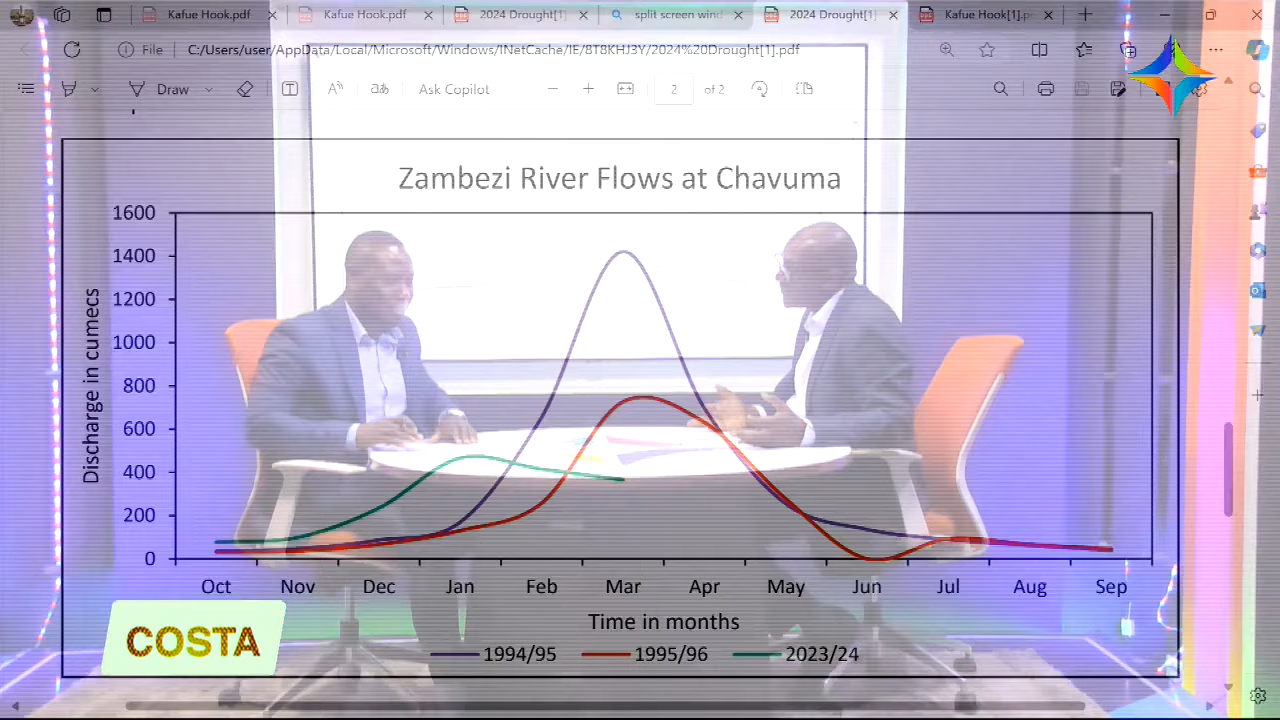 Kafue Hook.pdf
Kafue Hook.pdf
2024 Drought[1]
split screen wind
2024 Drought[1]
Kafue Hook[1].p
File
C:/Users/user/AppData/Local/Microsoft/Windows/INetCache/IE/8T8KHJ3Y/2024%20Drought[1].pdf
Draw
Ask Copilot
2
of 2
Zambezi River Flows at Chavuma
1600
1400
1200
1000
800
600
400
200
0
Discharge in cumecs
Oct Nov Dec Jan Feb Mar Apr May Jun Jul Aug Sep
Time in months
1994/95 1995/96 2023/24
COSTA